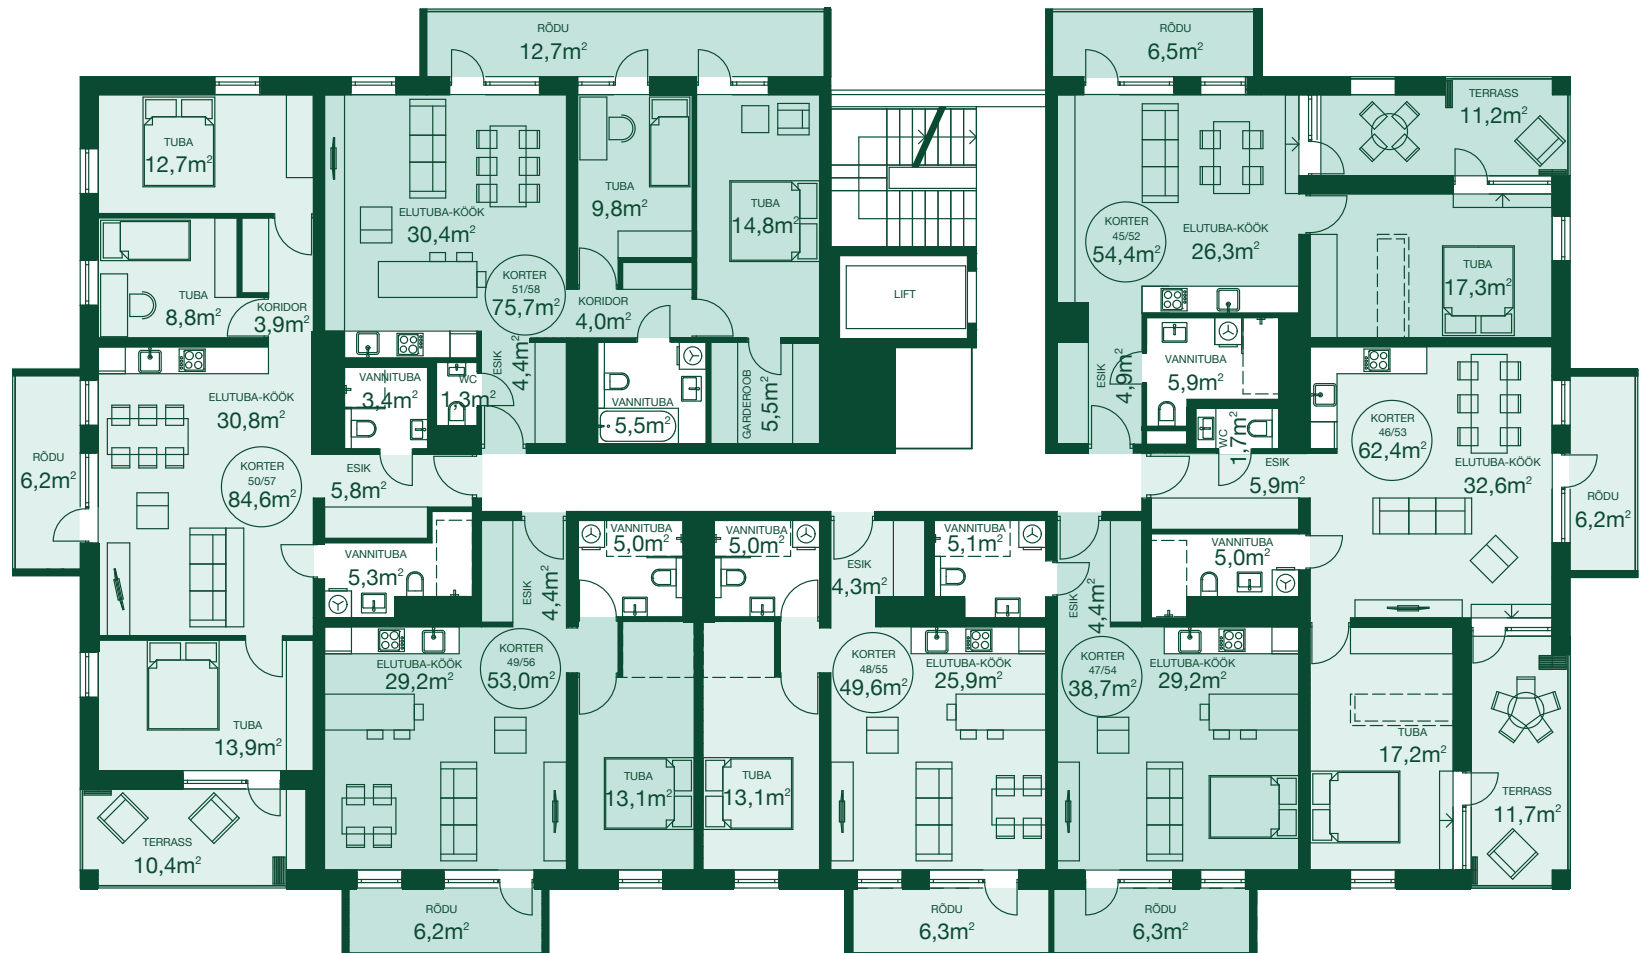 RÕDU
12,7m²
RÕDU
6,5m²
TUBA
12,7m²
TUBA
8,8m²
KORIDOR
3,9m²
ELUTUBA-KÖÖK
30,4m²
KORTER
51/58
75,7m²
TUBA
9,8m²
TUBA
14,8m²
KORIDOR
4,0m²
ESIK
4,4m²
VANNITUBA
3,4m²
WC
1,3m²
VANNITUBA
5,5m²
GARDEROOB
5,5m²
LIFT
KORTER
45/52
54,4m²
ELUTUBA-KÖÖK
26,3m²
TERRASS
11,2m²
TUBA
17,3m²
ESIK
4,9m²
VANNITUBA
5,9m²
WC
1,7m²
KORTER
46/53
62,4m²
ELUTUBA-KÖÖK
32,6m²
ESIK
5,9m²
RÕDU
6,2m²
RÕDU
6,2m²
ELUTUBA-KÖÖK
30,8m²
KORTER
50/57
84,6m²
ESIK
5,8m²
VANNITUBA
5,3m²
ESIK
4,4m²
VANNITUBA
5,0m²
VANNITUBA
5,0m²
ESIK
4,3m²
VANNITUBA
5,1m²
ESIK
4,4m²
VANNITUBA
5,0m²
TUBA
13,9m²
TERRASS
10,4m²
ELUTUBA-KÖÖK
29,2m²
KORTER
49/56
53,0m²
TUBA
13,1m²
TUBA
13,1m²
KORTER
48/55
49,6m²
ELUTUBA-KÖÖK
25,9m²
KORTER
47/54
38,7m²
ELUTUBA-KÖÖK
29,2m²
TUBA
17,2m²
TERRASS
11,7m²
RÕDU
6,2m²
RÕDU
6,3m²
RÕDU
6,3m²